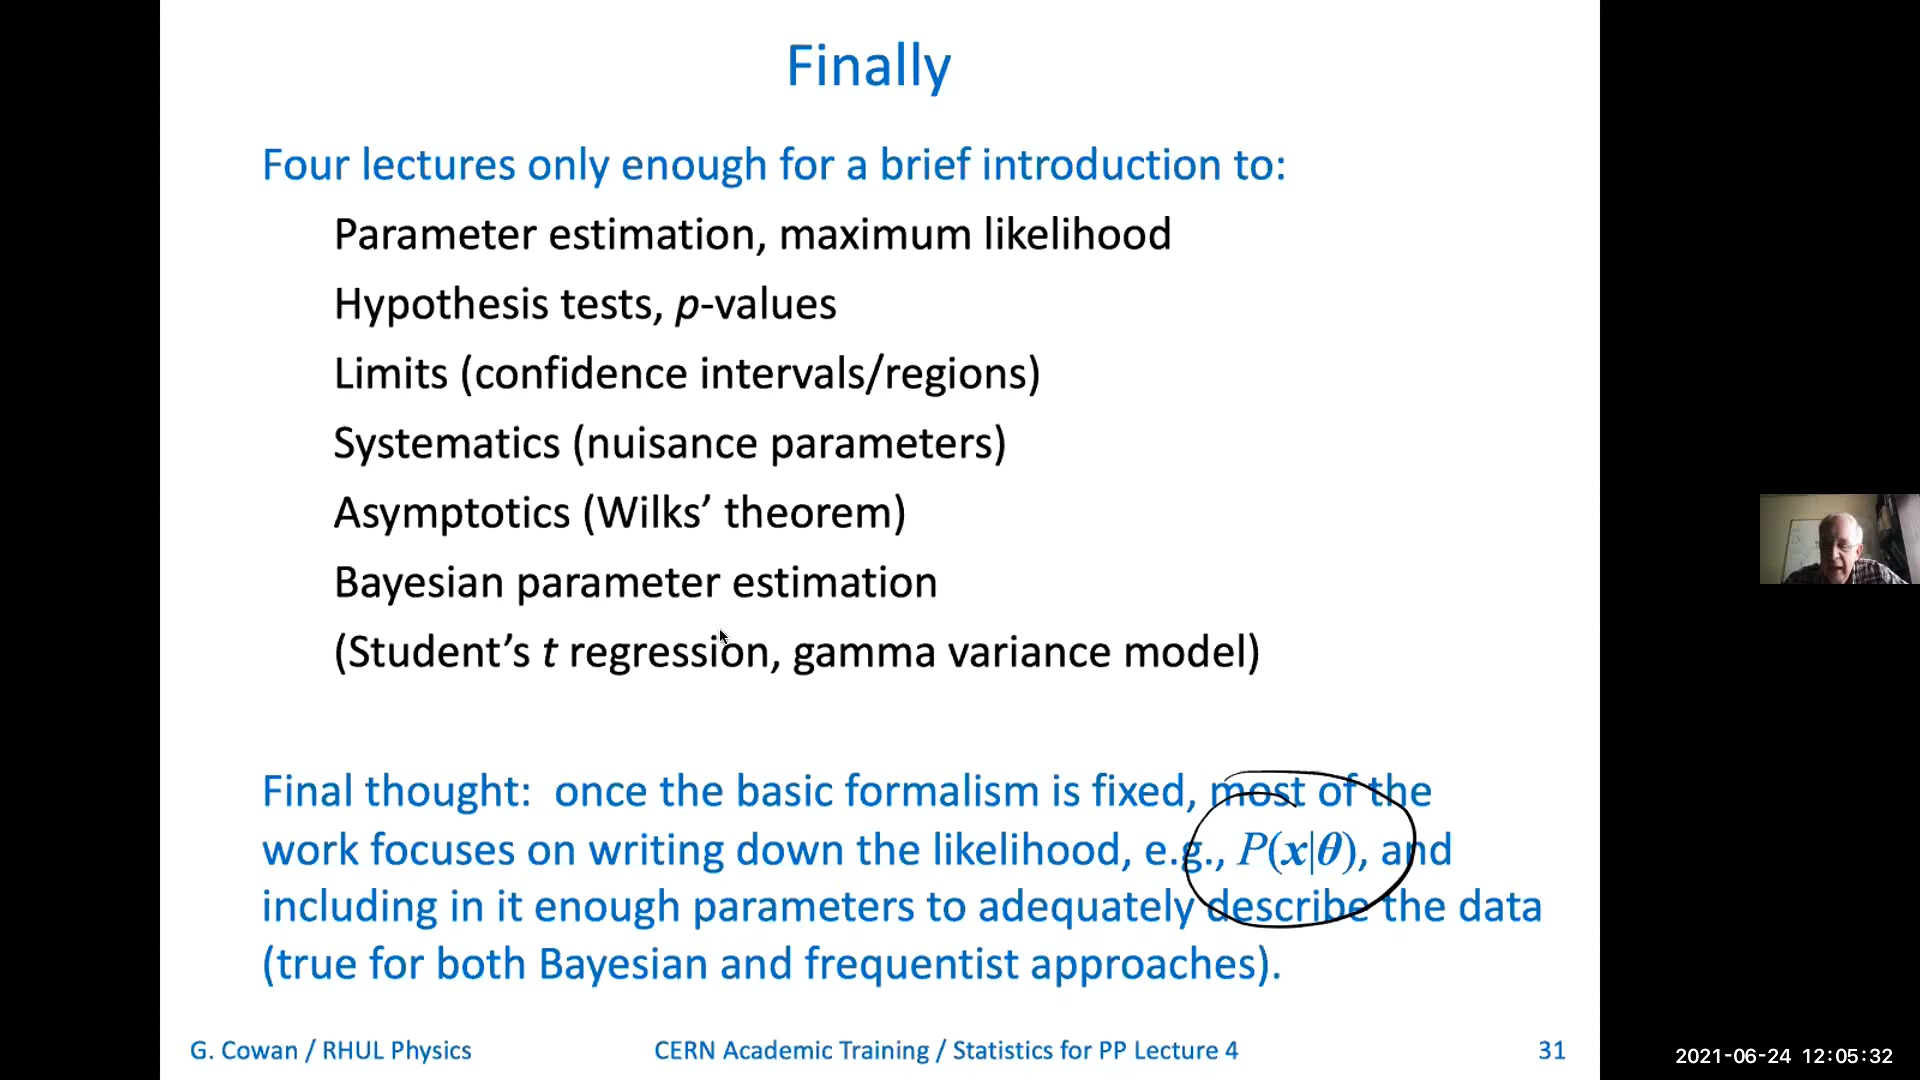 Finally
Four lectures only enough for a brief introduction to:
Parameter estimation, maximum likelihood
Hypothesis tests, p-values
Limits (confidence intervals/regions)
Systematics (nuisance parameters)
Asymptotics (Wilks’ theorem)
Bayesian parameter estimation
(Student’s t regression, gamma variance model)
Final thought:  once the basic formalism is fixed, most of the
work focuses on writing down the likelihood, e.g., P(x|θ), and
including in it enough parameters to adequately describe the data
(true for both Bayesian and frequentist approaches).
G. Cowan / RHUL Physics
CERN Academic Training / Statistics for PP Lecture 4
31
2021-06-24 12:05:32